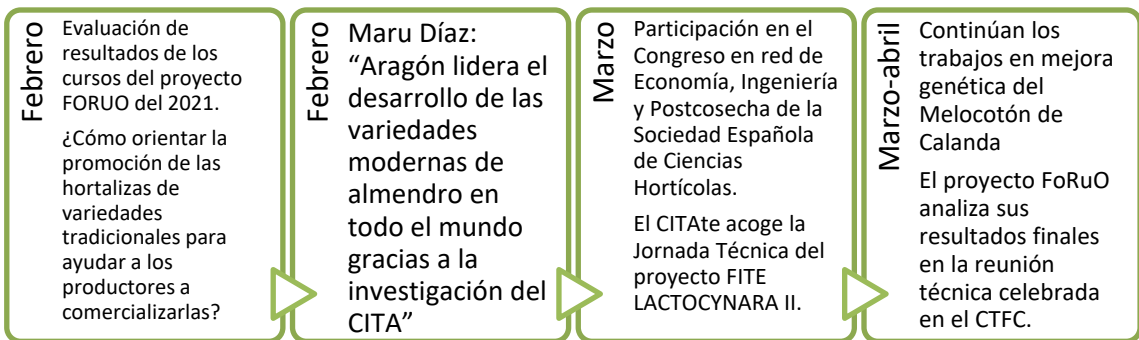 Febrero
Evaluación de
resultados de los
cursos del proyecto
FORUO del 2021.
¿Cómo orientar la
promoción de las
hortalizas de
variedades
tradicionales para
ayudar a los
productores a
comercializarlas?
Febrero
Maru Díaz:
“Aragón lidera el
desarrollo de las
variedades
modernas de
almendro en
todo el mundo
gracias a la
investigación del
CITA”
Marzo
Participación en el
Congreso en red de
Economía, Ingeniería
y Postcosecha de la
Sociedad Española
de Ciencias
Hortícolas.
El CITAte acoge la
Jornada Técnica del
proyecto FITE
LACTOCYNARA II.
Marzo-abril
Continúan los
trabajos en mejora
genética del
Melocotón de
Calanda
El proyecto FoRuO
analiza sus
resultados finales
en la reunión
técnica celebrada
en el CTFC.